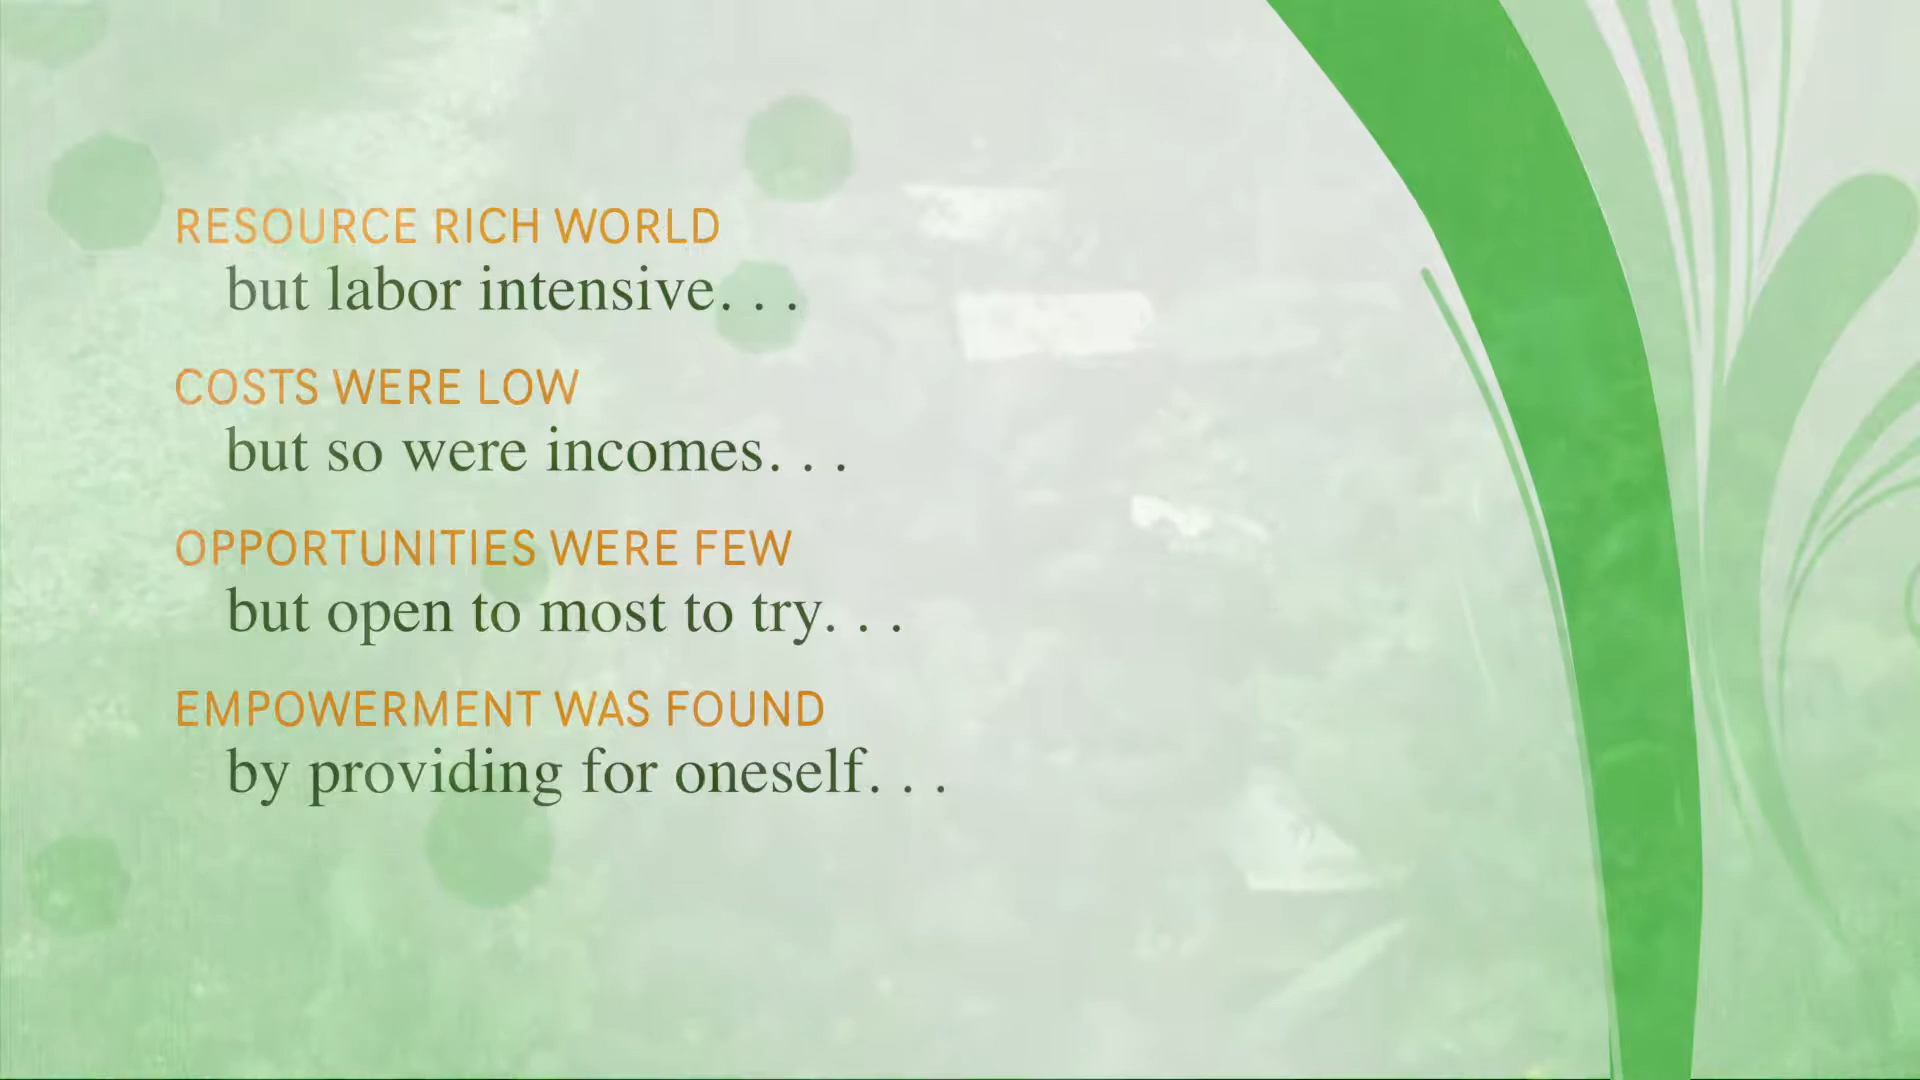 RESOURCE RICH WORLD
but labor intensive. . .
COSTS WERE LOW
but so were incomes. . .
OPPORTUNITIES WERE FEW
but open to most to try. . .
EMPOWERMENT WAS FOUND
by providing for oneself. . .